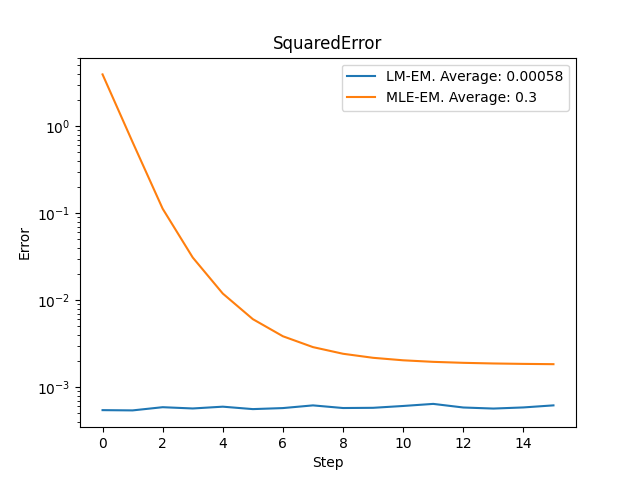 SquaredError
LM-EM. Average: 0.00058
MLE-EM. Average: 0.3
Error
10⁰
10⁻¹
10⁻²
10⁻³
0 2 4 6 8 10 12 14
Step